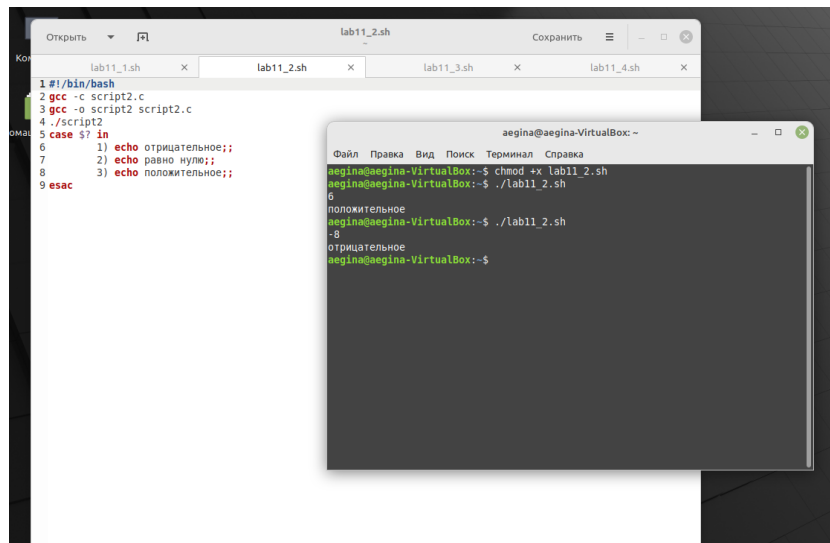 Открыть
lab11_2.sh
~
Сохранить
lab11_1.sh
lab11_2.sh
lab11_3.sh
lab11_4.sh
1 #!/bin/bash
2 gcc -c script2.c
3 gcc -o script2 script2.c
4 ./script2
5 case $? in
6 1) echo отрицательное;;
7 2) echo равно нулю;;
8 3) echo положительное;;
9 esac
aegina@aegina-VirtualBox: ~
Файл Правка Вид Поиск Терминал Справка
aegina@aegina-VirtualBox:~$ chmod +x lab11_2.sh
aegina@aegina-VirtualBox:~$ ./lab11_2.sh
6
положительное
aegina@aegina-VirtualBox:~$ ./lab11_2.sh
-8
отрицательное
aegina@aegina-VirtualBox:~$